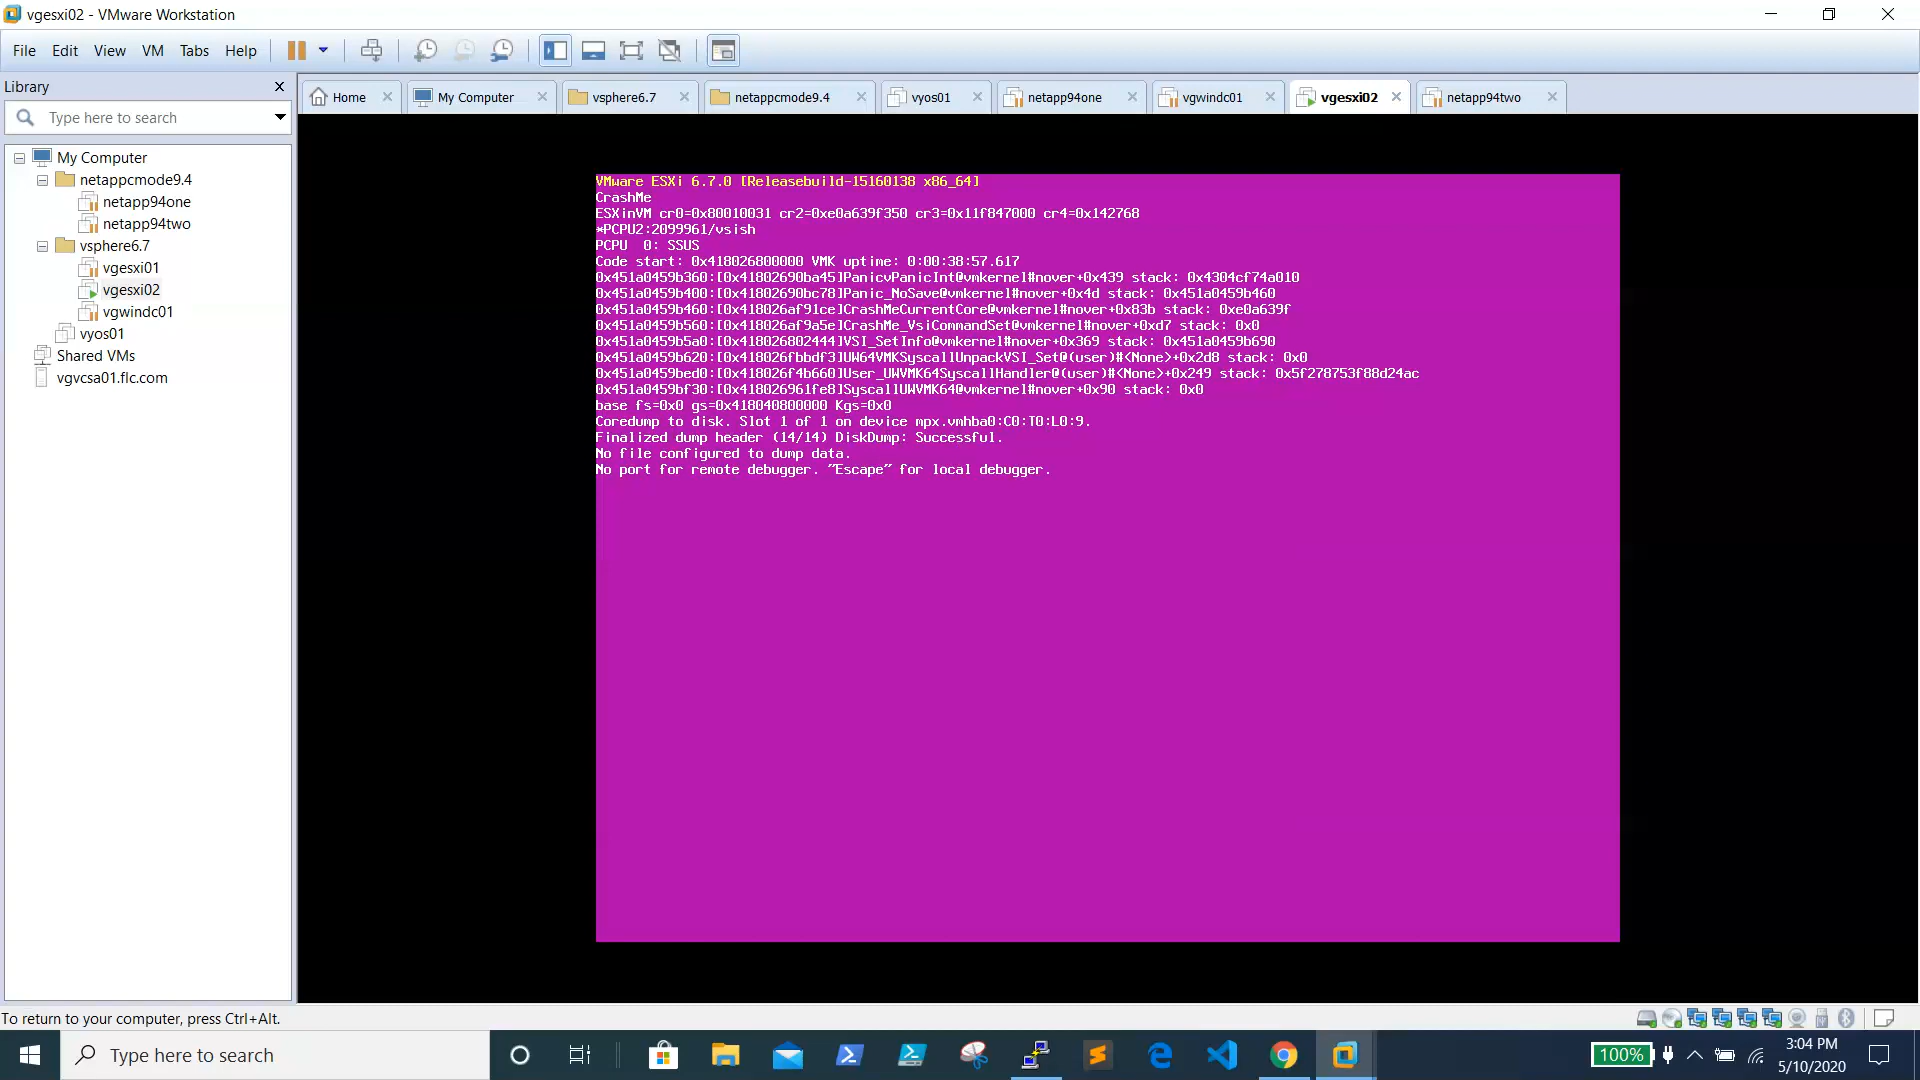 vgesxi02 - VMware Workstation
File Edit View VM Tabs Help
Library
Home
My Computer
vsphere6.7
netappcmode9.4
vyos01
netapp94one
vgwindc01
vgesxi02
netapp94two
Type here to search
My Computer
netappcmode9.4
netapp94one
netapp94two
vsphere6.7
vgesxi01
vgesxi02
vgwindc01
vyos01
Shared VMs
vgvcsa01.flc.com
VMware ESXi 6.7.0 [Releasebuild-15160138 x86_64]
CrashMe
ESXinVM cr0=0x80010031 cr2=0xe0a639f350 cr3=0x11f847000 cr4=0x142768
*PCPU2:2099961/vsish
PCPU  0: SSUS
Code start: 0x418026800000 VMK uptime: 0:00:38:57.617
0x451a0459b360:[0x41802690ba45]PanicvPanicInt@vmkernel#nover+0x439 stack: 0x4304cf74a010
0x451a0459b400:[0x41802690bc78]Panic_NoSave@vmkernel#nover+0x4d stack: 0x451a0459b460
0x451a0459b460:[0x418026af91ce]CrashMeCurrentCore@vmkernel#nover+0x83b stack: 0xe0a639f
0x451a0459b560:[0x418026af9a5e]CrashMe_VsiCommandSet@vmkernel#nover+0xd7 stack: 0x0
0x451a0459b5a0:[0x418026802444]VSI_SetInfo@vmkernel#nover+0x369 stack: 0x451a0459b690
0x451a0459b620:[0x418026fbbdf3]UW64VMKSyscallUnpackVSI_Set@(user)#<None>+0x2d8 stack: 0x0
0x451a0459bed0:[0x418026f4b660]User_UWVMK64SyscallHandler@(user)#<None>+0x249 stack: 0x5f278753f88d24ac
0x451a0459bf30:[0x418026961fe8]SyscallUWVMK64@vmkernel#nover+0x90 stack: 0x0
base fs=0x0 gs=0x418040800000 Kgs=0x0
Coredump to disk. Slot 1 of 1 on device mpx.vmhba0:C0:T0:L0:9.
Finalized dump header (14/14) DiskDump: Successful.
No file configured to dump data.
No port for remote debugger. "Escape" for local debugger.
To return to your computer, press Ctrl+Alt.
Type here to search
100%
3:04 PM
5/10/2020